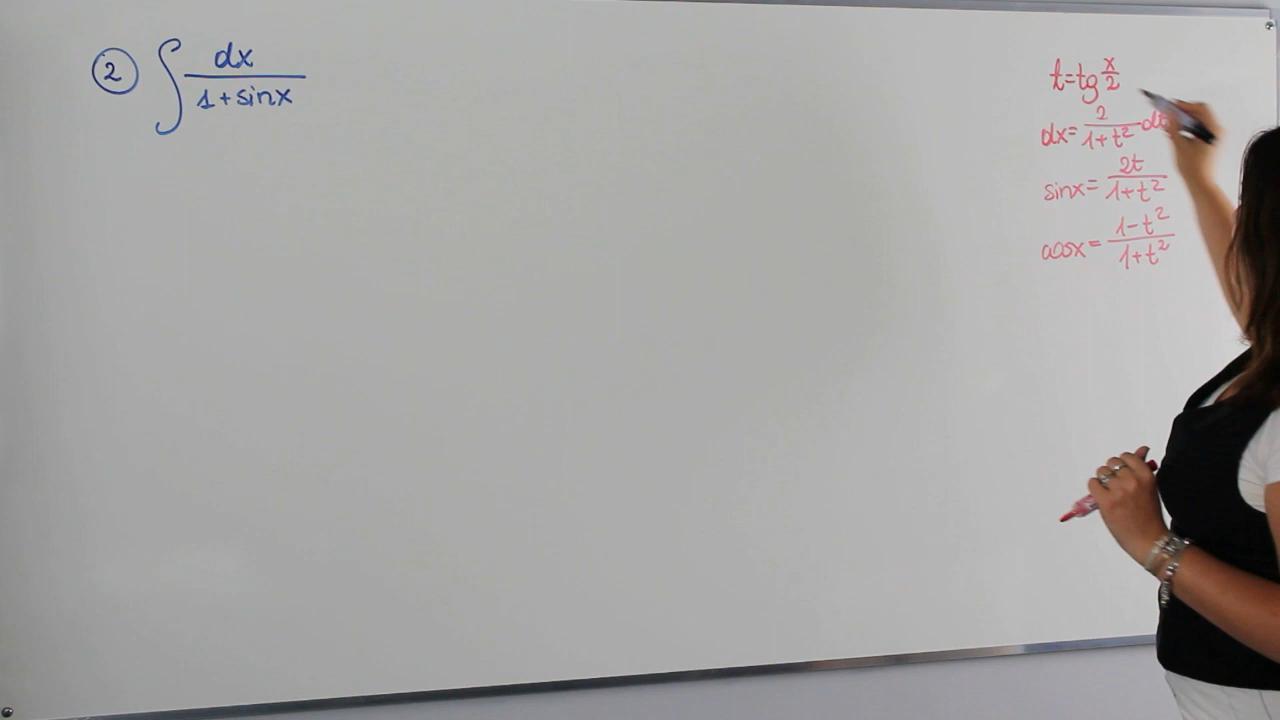 ② ∫ dx / (1+sinx)
t=tg x/2
dx= 2/(1+t²) dt
sinx= 2t/(1+t²)
cosx= (1-t²)/(1+t²)